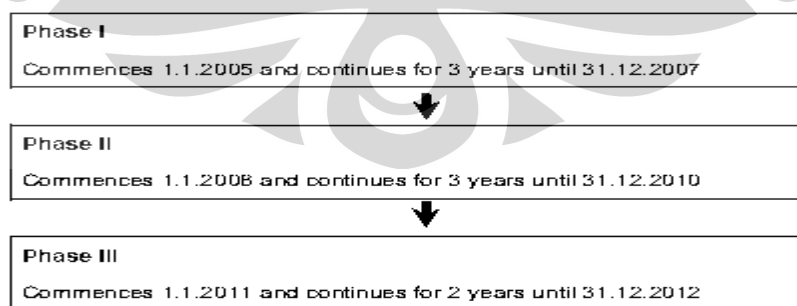 Phase I
Commences 1.1.2005 and continues for 3 years until 31.12.2007
Phase II
Commences 1.1.2008 and continues for 3 years until 31.12.2010
Phase III
Commences 1.1.2011 and continues for 2 years until 31.12.2012